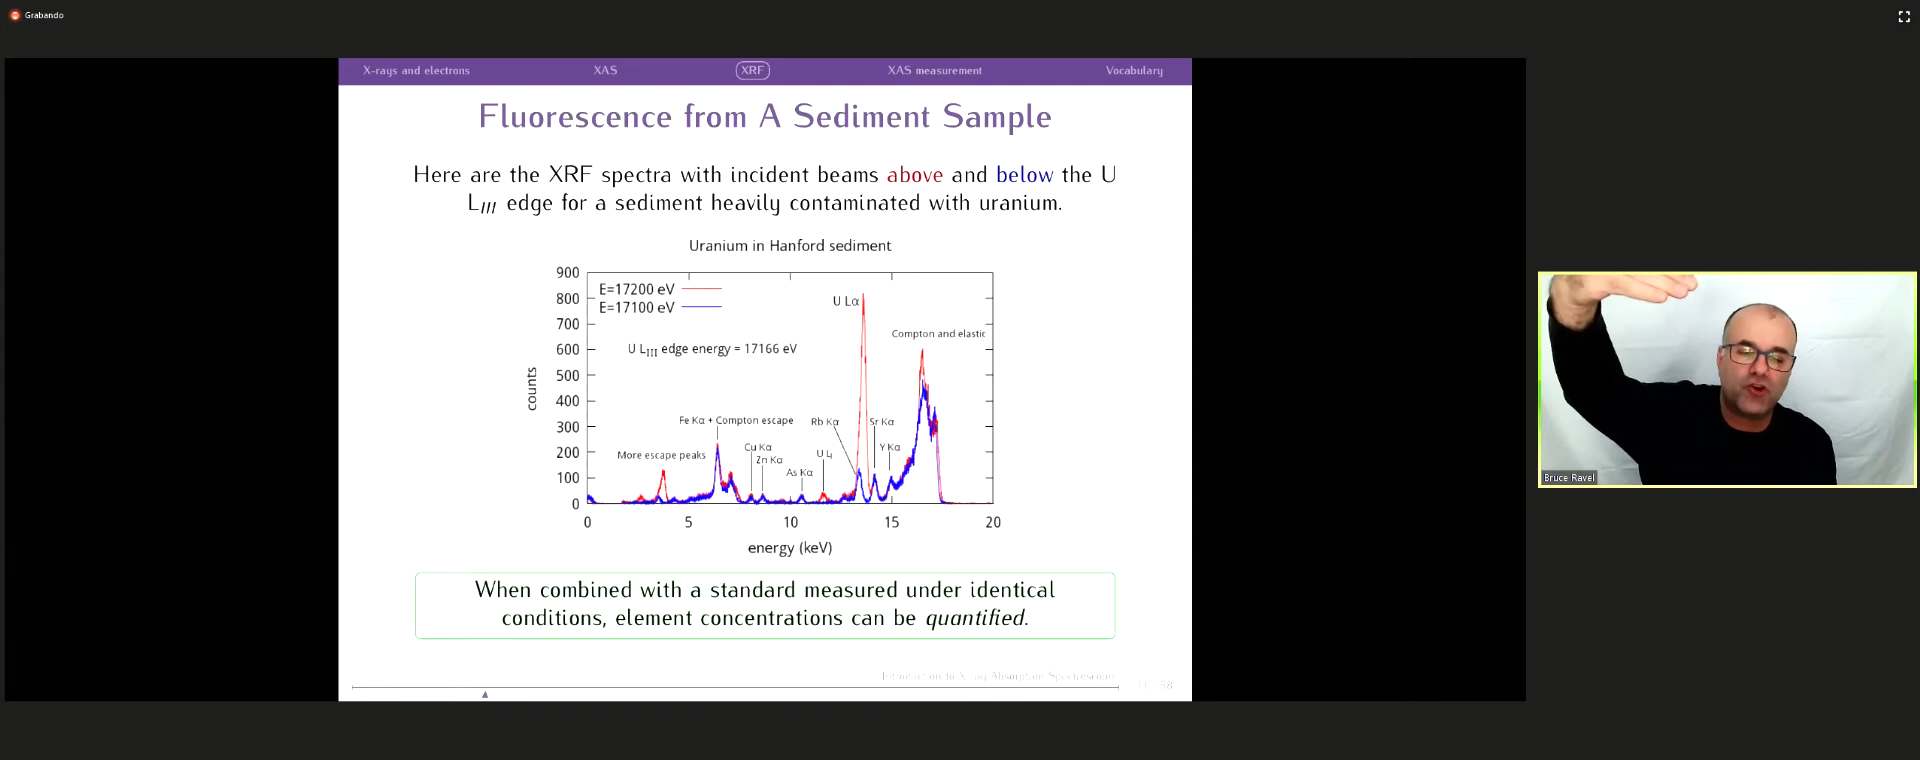 Grabando
X-rays and electrons XAS XRF XAS measurement Vocabulary
Fluorescence from A Sediment Sample
Here are the XRF spectra with incident beams above and below the U
LIII edge for a sediment heavily contaminated with uranium.
Uranium in Hanford sediment
900
800
700
600
500
400
300
200
100
0
counts
E=17200 eV
E=17100 eV
U LIII edge energy = 17166 eV
U Lα
Compton and elastic
Fe Kα + Compton escape
Rb Kα
Sr Kα
More escape peaks
Cu Kα
Zn Kα
As Kα
U Lℓ
Y Kα
0 5 10 15 20
energy (keV)
When combined with a standard measured under identical
conditions, element concentrations can be quantified.
Introduction to X-ray Absorption Spectroscopy
Bruce Ravel